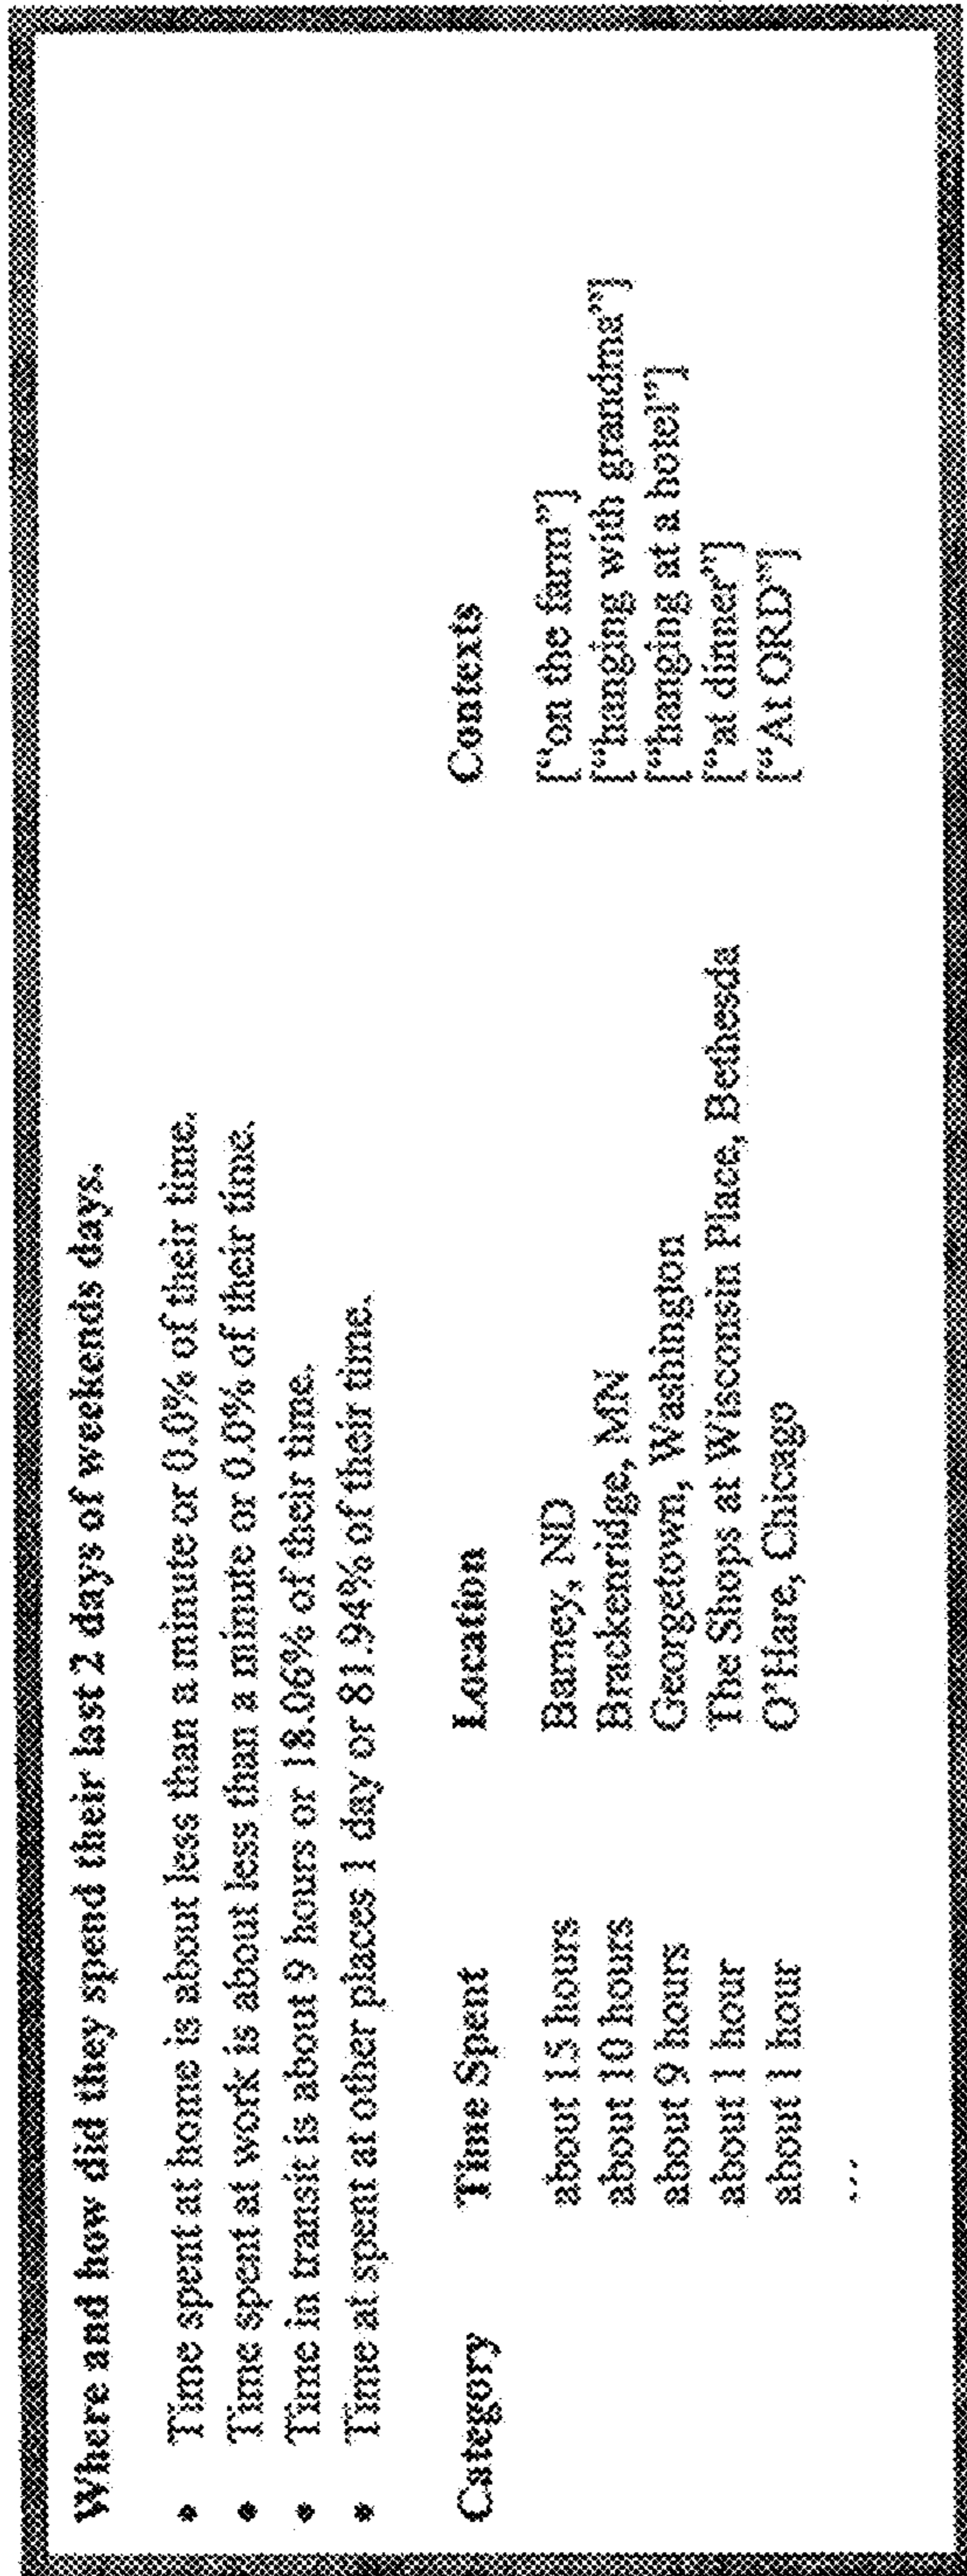 Where and how did they spend their last 2 days of weekends days.
• Time spent at home is about less than a minute or 0.0% of their time.
• Time spent at work is about less than a minute or 0.0% of their time.
• Time in transit is about 9 hours or 18.06% of their time.
• Time at spent at other places 1 day or 81.94% of their time.
Category Time Spent Location Contexts
about 15 hours Barney, ND ["on the farm"]
about 10 hours Brackenridge, MN ["hanging with grandma"]
about 9 hours Georgetown, Washington ["hanging at a hotel"]
about 1 hour The Shops at Wisconsin Place, Bethesda ["at dinner"]
about 1 hour O'Hare, Chicago ["At ORD"]
...